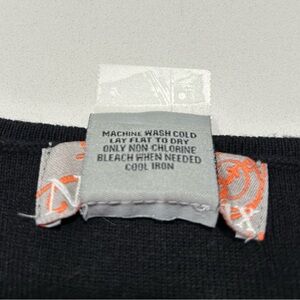 MACHINE WASH COLD
LAY FLAT TO DRY
ONLY NON CHLORINE
BLEACH WHEN NEEDED
COOL IRON